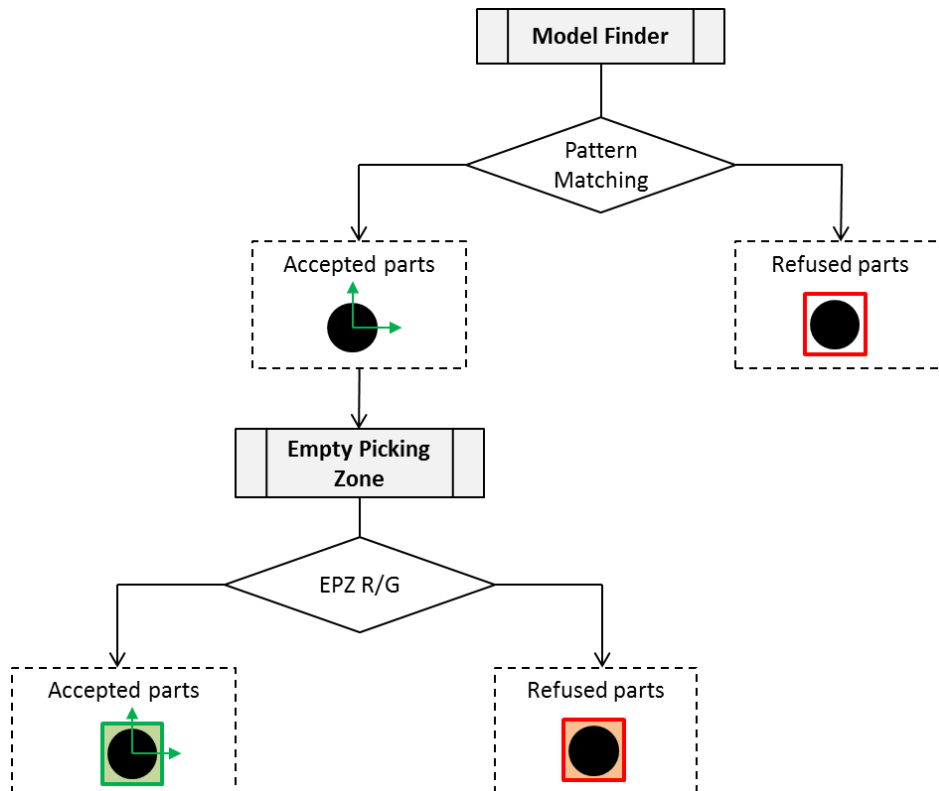 Model Finder
Pattern
Matching
Accepted parts
Refused parts
Empty Picking
Zone
EPZ R/G
Accepted parts
Refused parts